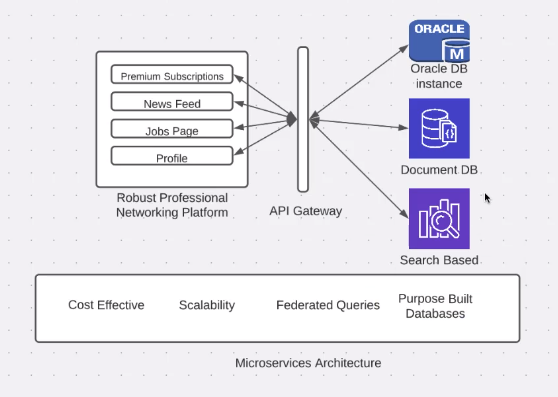 ORACLE
M
Oracle DB
instance
Premium Subscriptions
News Feed
Jobs Page
Profile
{}
Document DB
Robust Professional
Networking Platform
API Gateway
Search Based
Cost Effective
Scalability
Federated Queries
Purpose Built
Databases
Microservices Architecture